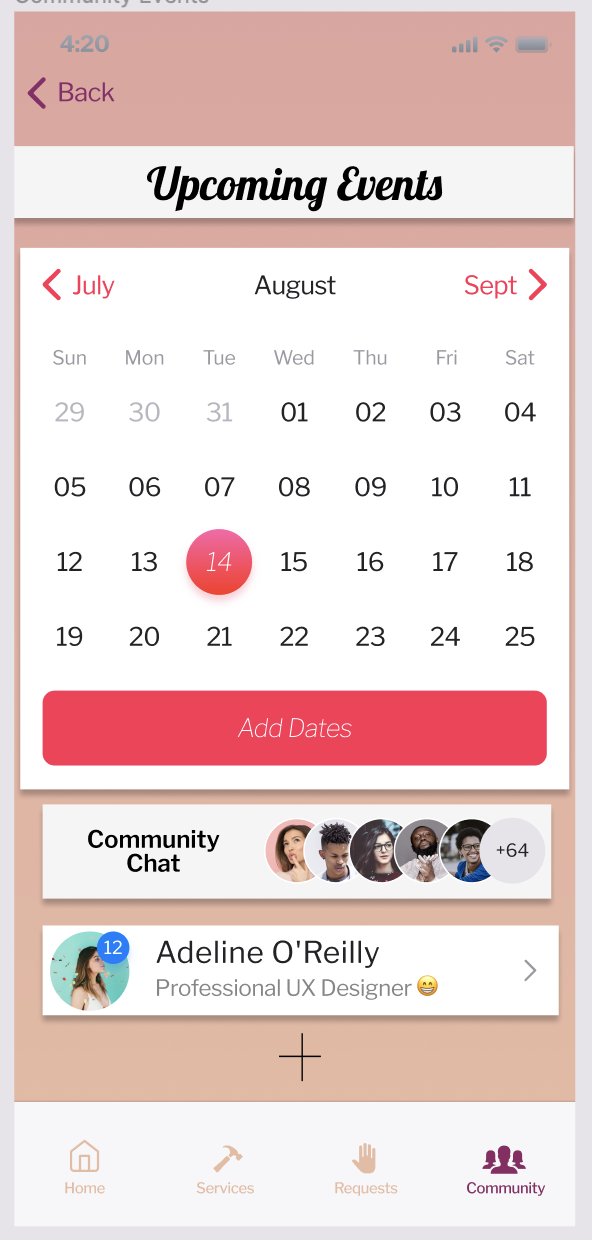 Community Events
4:20
Back
Upcoming Events
July August Sept
Sun Mon Tue Wed Thu Fri Sat
29 30 31 01 02 03 04
05 06 07 08 09 10 11
12 13 14 15 16 17 18
19 20 21 22 23 24 25
Add Dates
Community
Chat
+64
12
Adeline O'Reilly
Professional UX Designer 😁
Home Services Requests Community